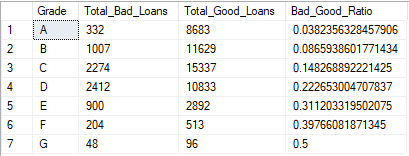 Grade Total_Bad_Loans Total_Good_Loans Bad_Good_Ratio
1 A 332 8683 0.0382356328457906
2 B 1007 11629 0.0865938601771434
3 C 2274 15337 0.148268892221425
4 D 2412 10833 0.222653004707837
5 E 900 2892 0.311203319502075
6 F 204 513 0.39766081871345
7 G 48 96 0.5